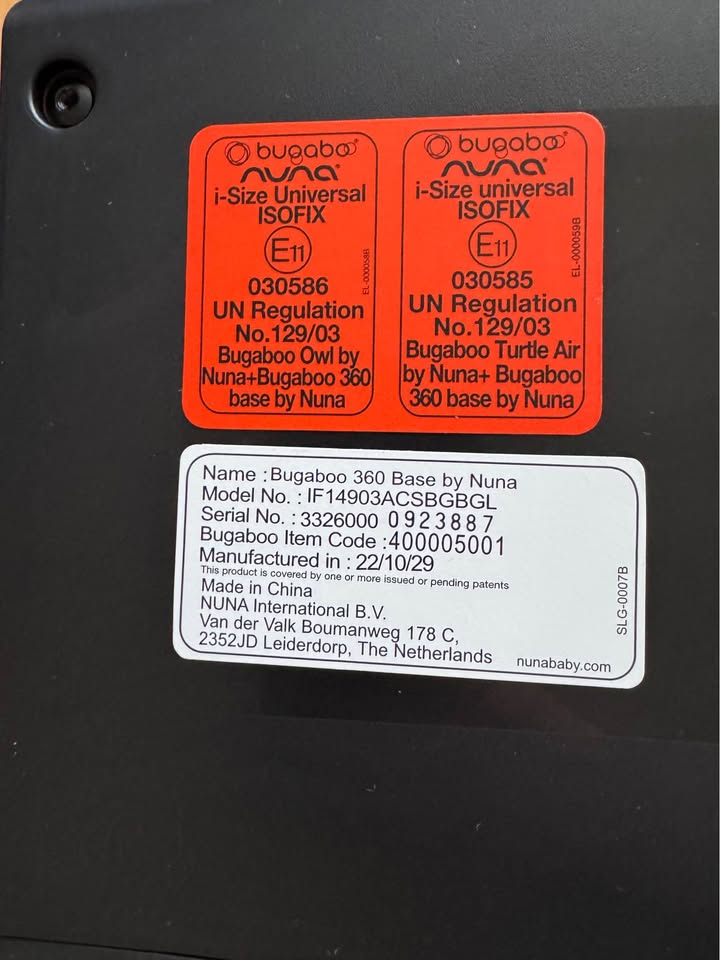 bugaboo
nuna
i-Size Universal
ISOFIX
E11
030586
UN Regulation
No.129/03
Bugaboo Owl by
Nuna+Bugaboo 360
base by Nuna
EL-000058B
bugaboo
nuna
i-Size universal
ISOFIX
E11
030585
UN Regulation
No.129/03
Bugaboo Turtle Air
by Nuna+ Bugaboo
360 base by Nuna
EL-000059B
Name :Bugaboo 360 Base by Nuna
Model No. : IF14903ACSBGBGL
Serial No. : 3326000 0923887
Bugaboo Item Code :400005001
Manufactured in : 22/10/29
This product is covered by one or more issued or pending patents
Made in China
NUNA International B.V.
Van der Valk Boumanweg 178 C,
2352JD Leiderdorp, The Netherlands
nunababy.com
SLG-0007B